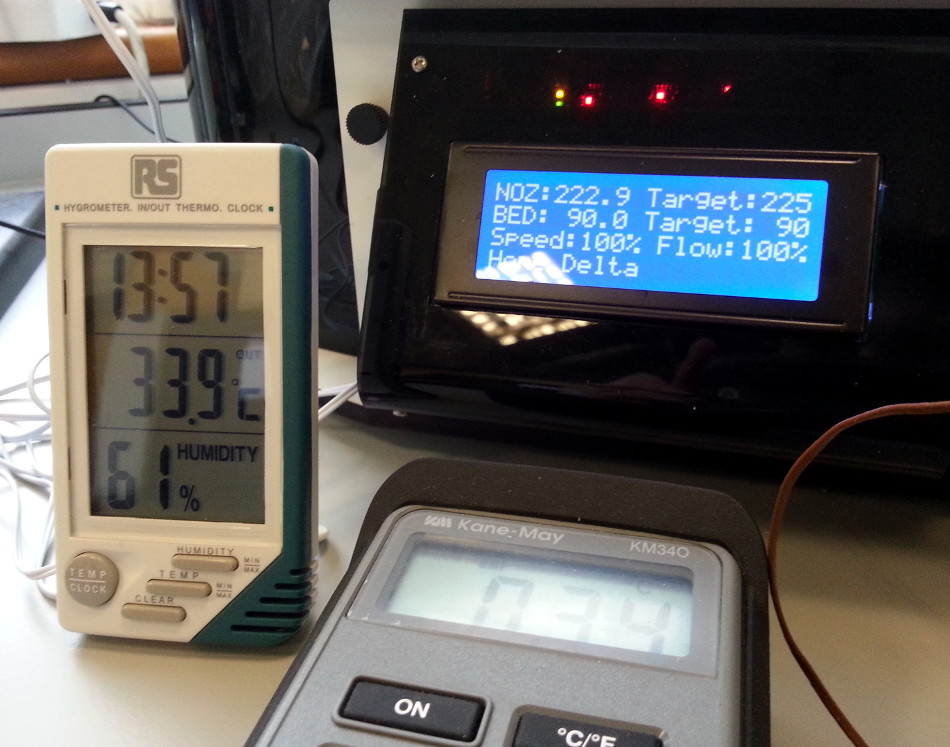 RS
HYGROMETER. IN/OUT THERMO. CLOCK
13:57
OUT
33.9°C
HUMIDITY
61%
TEMP
CLOCK
HUMIDITY
MIN
MAX
TEMP
MIN
MAX
CLEAR
NOZ:222.9 Target:225
BED: 90.0 Target: 90
Speed:100% Flow:100%
Delta
KM Kane-May
KM340
034
ON
°C/°F